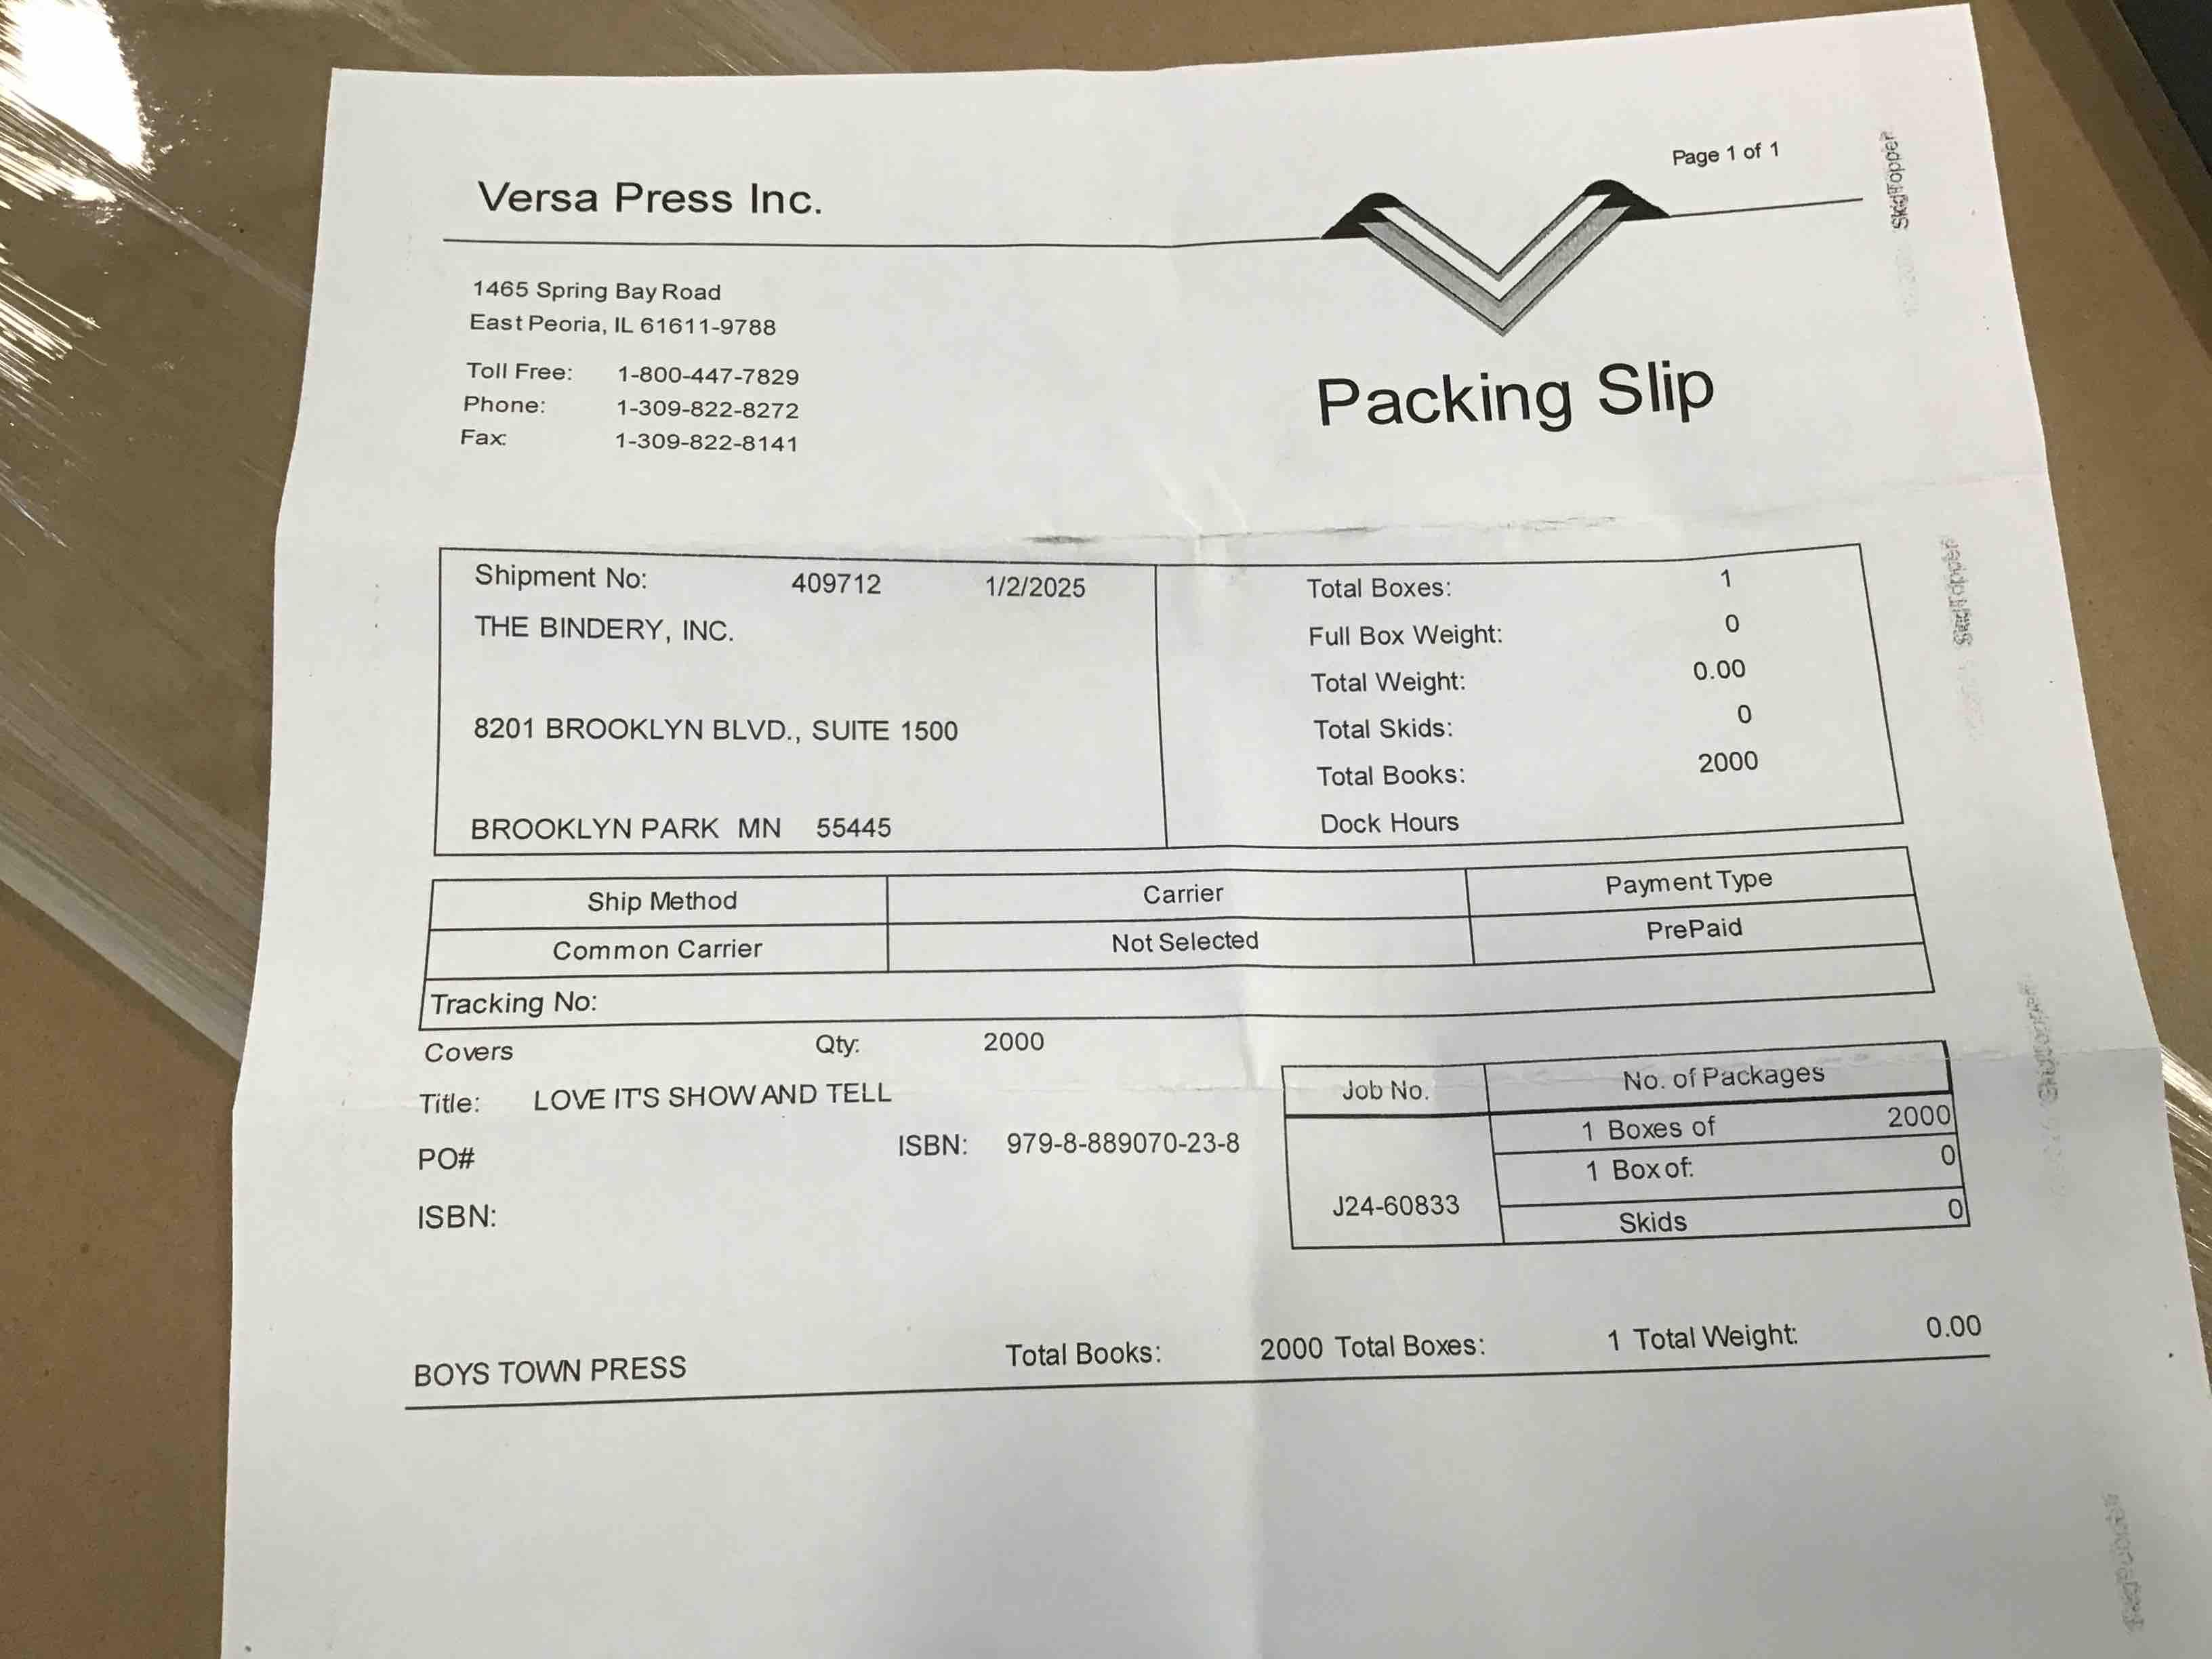 Page 1 of 1
Versa Press Inc.
1465 Spring Bay Road
East Peoria, IL 61611-9788
Toll Free: 1-800-447-7829
Phone: 1-309-822-8272
Fax: 1-309-822-8141
Packing Slip
Shipment No: 409712 1/2/2025
THE BINDERY, INC.
8201 BROOKLYN BLVD., SUITE 1500
BROOKLYN PARK MN 55445
Total Boxes: 1
Full Box Weight: 0
Total Weight: 0.00
Total Skids: 0
Total Books: 2000
Dock Hours
Ship Method Carrier Payment Type
Common Carrier Not Selected PrePaid
Tracking No:
Covers Qty: 2000
Title: LOVE IT'S SHOW AND TELL
PO# ISBN: 979-8-889070-23-8
ISBN:
Job No. No. of Packages
1 Boxes of 2000
1 Box of: 0
J24-60833
Skids 0
BOYS TOWN PRESS Total Books: 2000 Total Boxes: 1 Total Weight: 0.00
SkidTopper
SkidTopper